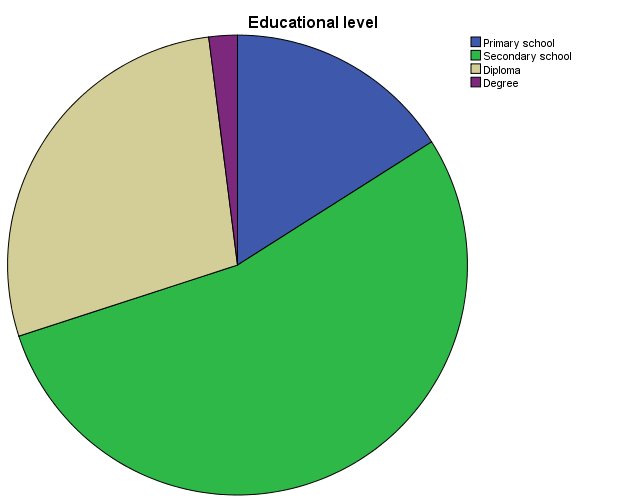 Educational level
Primary school
Secondary school
Diploma
Degree